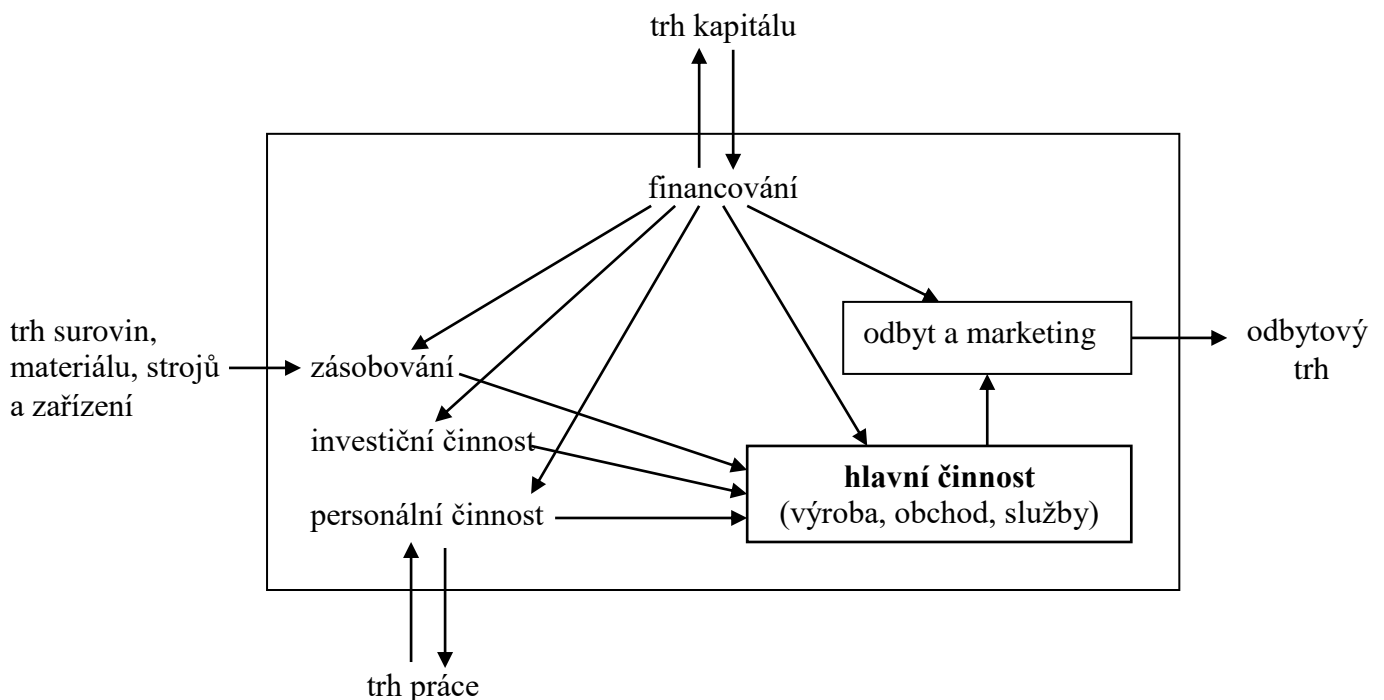 trh kapitálu
financování
odbyt a marketing
odbytový
trh
trh surovin,
materiálu, strojů
a zařízení
zásobování
investiční činnost
hlavní činnost
(výroba, obchod, služby)
personální činnost
trh práce